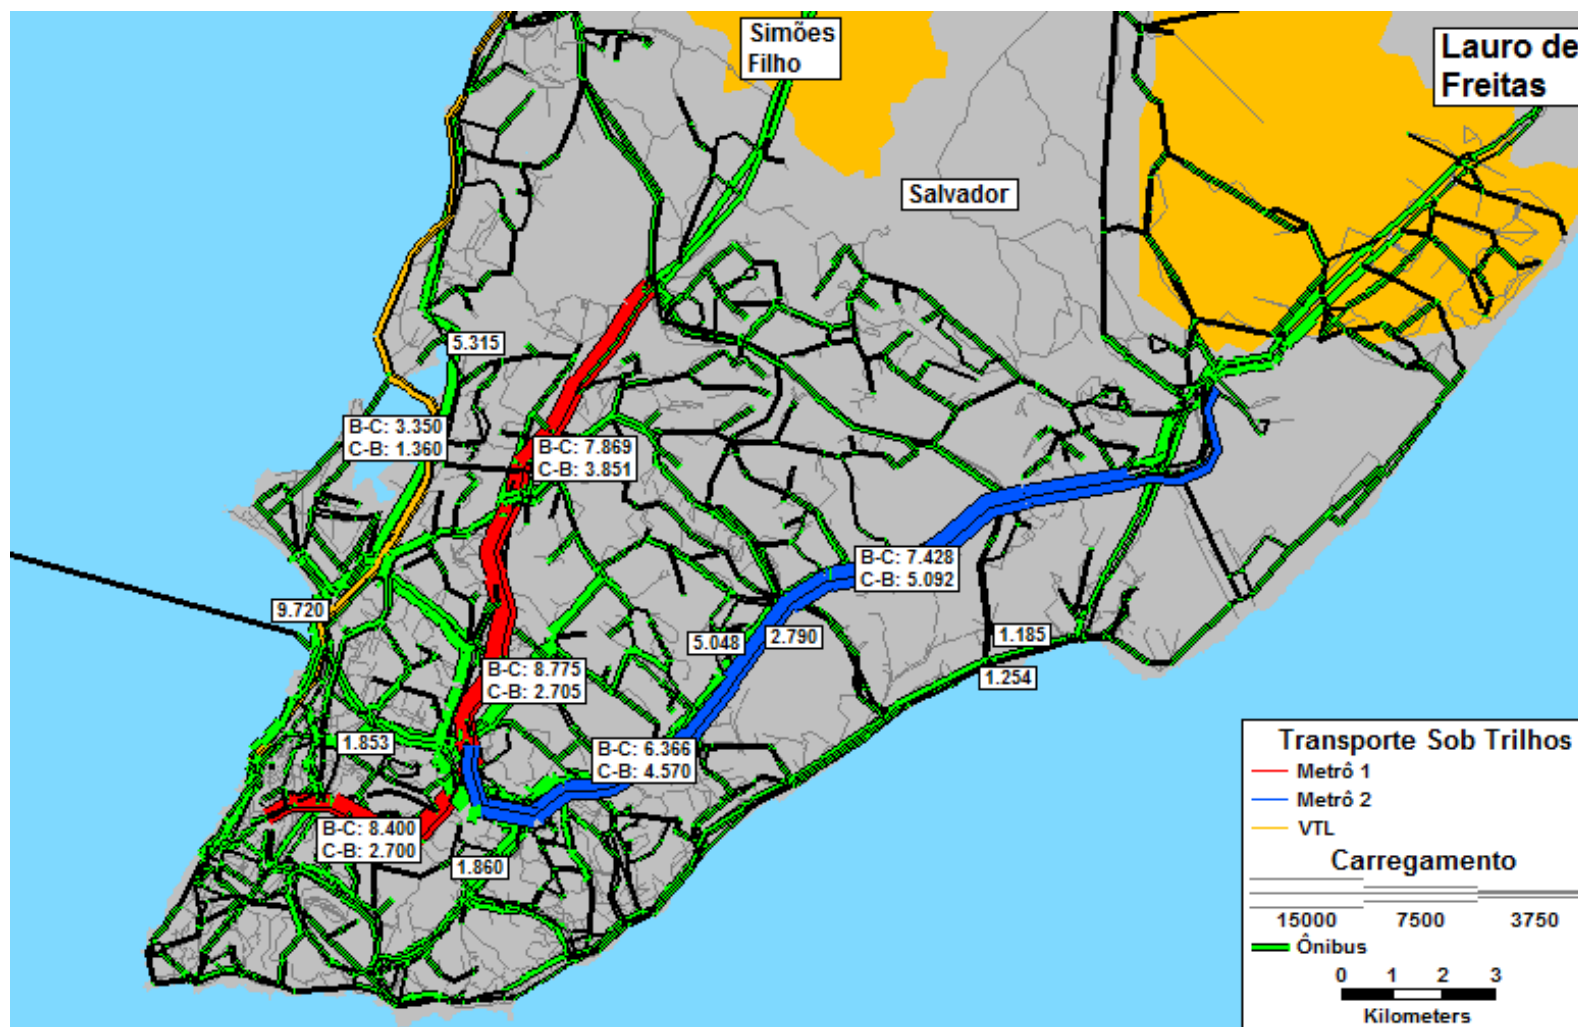 Simões
Filho
Lauro de
Freitas
Salvador
5.315
B-C: 3.350
C-B: 1.360
B-C: 7.869
C-B: 3.851
B-C: 7.428
C-B: 5.092
9.720
5.048
2.790
1.185
1.254
B-C: 8.775
C-B: 2.705
1.853
B-C: 6.366
C-B: 4.570
B-C: 8.400
C-B: 2.700
1.860
Transporte Sob Trilhos
Metrô 1
Metrô 2
VTL
Carregamento
15000 7500 3750
Ônibus
0 1 2 3
Kilometers